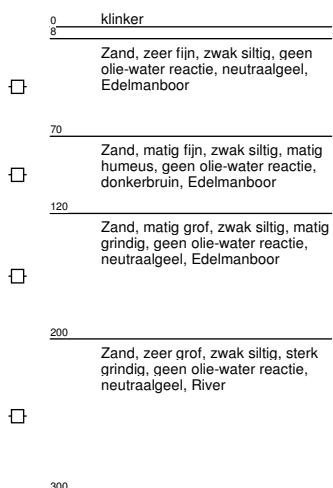 0 klinker
8
Zand, zeer fijn, zwak siltig, geen
olie-water reactie, neutraalgeel,
Edelmanboor
70
Zand, matig fijn, zwak siltig, matig
humeus, geen olie-water reactie,
donkerbruin, Edelmanboor
120
Zand, matig grof, zwak siltig, matig
grindig, geen olie-water reactie,
neutraalgeel, Edelmanboor
200
Zand, zeer grof, zwak siltig, sterk
grindig, geen olie-water reactie,
neutraalgeel, River
300